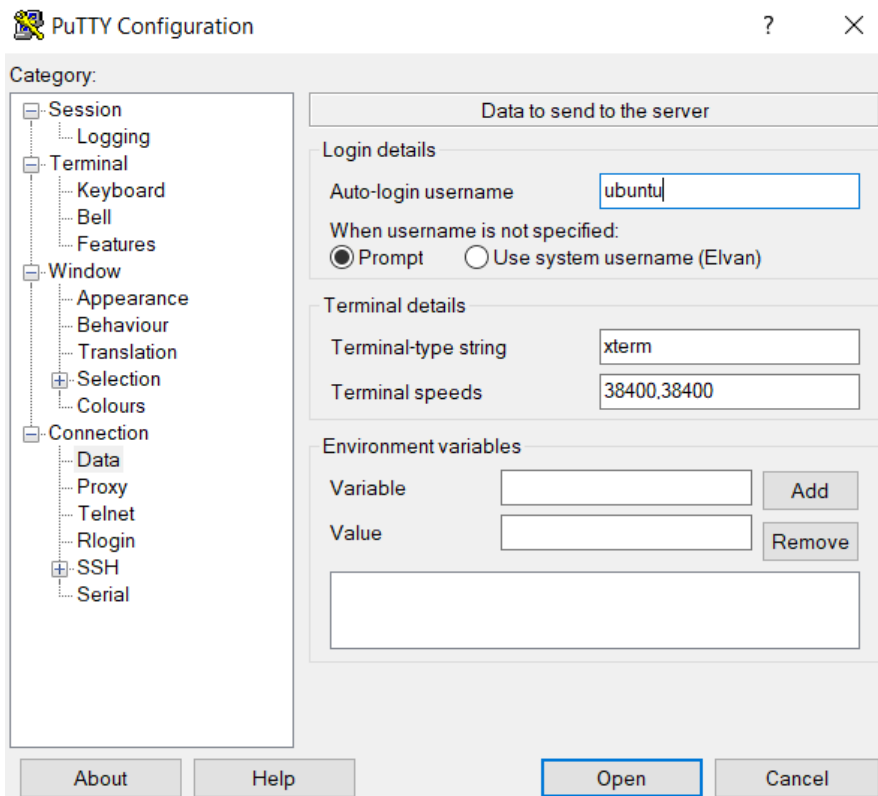 PuTTY Configuration
?
Category:
Session
Logging
Terminal
Keyboard
Bell
Features
Window
Appearance
Behaviour
Translation
Selection
Colours
Connection
Data
Proxy
Telnet
Rlogin
SSH
Serial
Data to send to the server
Login details
Auto-login username ubuntu
When username is not specified:
Prompt Use system username (Elvan)
Terminal details
Terminal-type string xterm
Terminal speeds 38400,38400
Environment variables
Variable Add
Value Remove
About Help Open Cancel